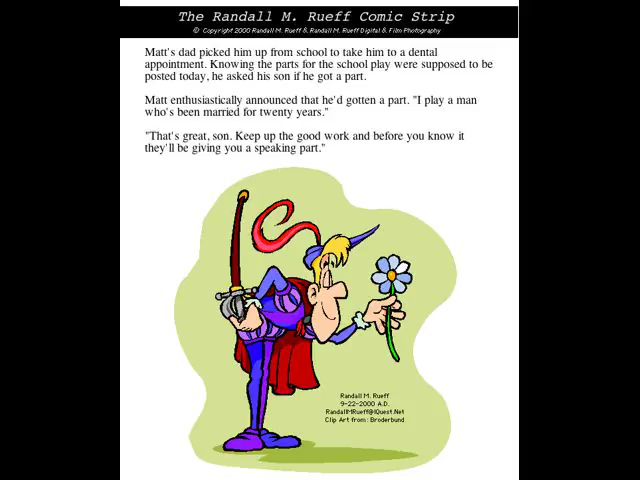 The Randall M. Rueff Comic Strip
© Copyright 2000 Randall M. Rueff & Randall M. Rueff Digital & Film Photography
Matt's dad picked him up from school to take him to a dental
appointment. Knowing the parts for the school play were supposed to be
posted today, he asked his son if he got a part.
Matt enthusiastically announced that he'd gotten a part. "I play a man
who's been married for twenty years."
"That's great, son. Keep up the good work and before you know it
they'll be giving you a speaking part."
Randall M. Rueff
9-22-2000 A.D.
RandallMRueff@IQuest.Net
Clip Art from: Broderbund